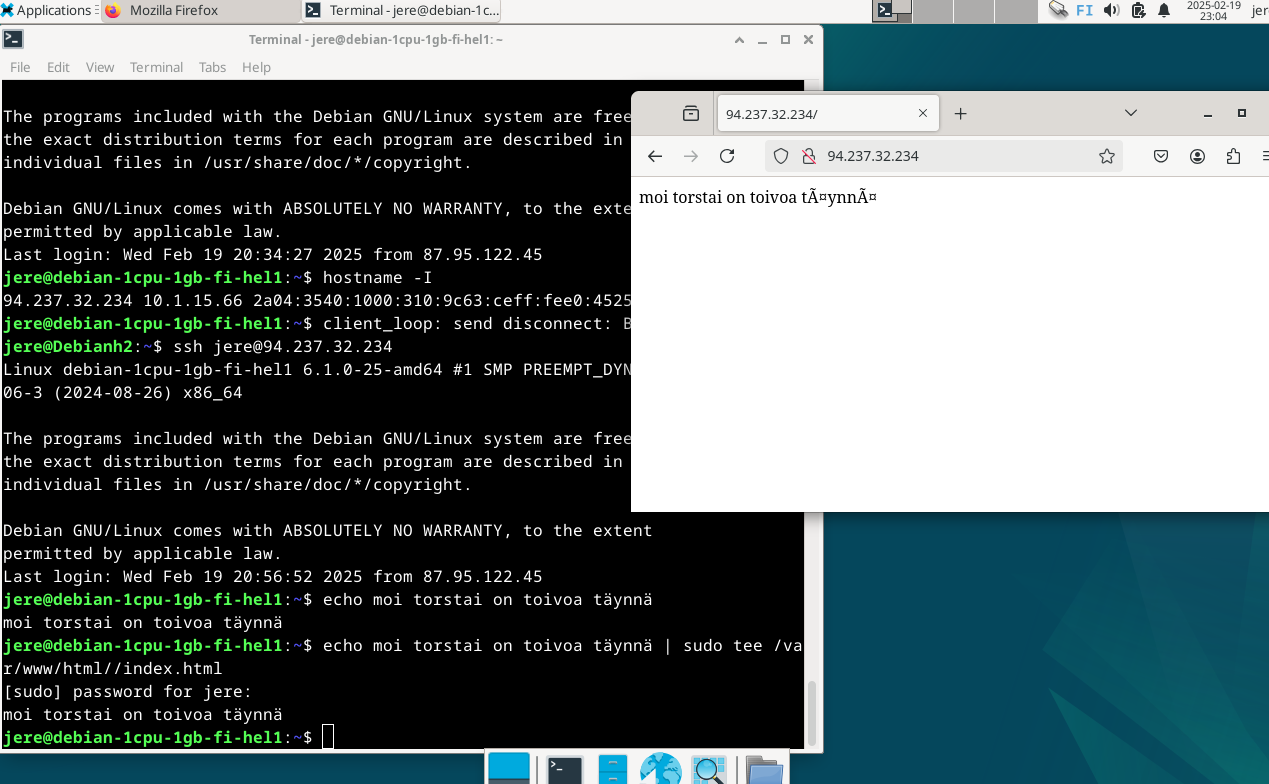 Applications
Mozilla Firefox
Terminal - jere@debian-1c...
FI
2025-02-19
23:04
jer
Terminal - jere@debian-1cpu-1gb-fi-hel1: ~
File Edit View Terminal Tabs Help
The programs included with the Debian GNU/Linux system are free
the exact distribution terms for each program are described in
individual files in /usr/share/doc/*/copyright.
Debian GNU/Linux comes with ABSOLUTELY NO WARRANTY, to the exte
permitted by applicable law.
Last login: Wed Feb 19 20:34:27 2025 from 87.95.122.45
jere@debian-1cpu-1gb-fi-hel1:~$ hostname -I
94.237.32.234 10.1.15.66 2a04:3540:1000:310:9c63:ceff:fee0:4525
jere@debian-1cpu-1gb-fi-hel1:~$ client_loop: send disconnect: B
jere@Debianh2:~$ ssh jere@94.237.32.234
Linux debian-1cpu-1gb-fi-hel1 6.1.0-25-amd64 #1 SMP PREEMPT_DYN
06-3 (2024-08-26) x86_64
The programs included with the Debian GNU/Linux system are free
the exact distribution terms for each program are described in
individual files in /usr/share/doc/*/copyright.
Debian GNU/Linux comes with ABSOLUTELY NO WARRANTY, to the extent
permitted by applicable law.
Last login: Wed Feb 19 20:56:52 2025 from 87.95.122.45
jere@debian-1cpu-1gb-fi-hel1:~$ echo moi torstai on toivoa täynnä
moi torstai on toivoa täynnä
jere@debian-1cpu-1gb-fi-hel1:~$ echo moi torstai on toivoa täynnä | sudo tee /va
r/www/html//index.html
[sudo] password for jere:
moi torstai on toivoa täynnä
jere@debian-1cpu-1gb-fi-hel1:~$
94.237.32.234/
94.237.32.234
moi torstai on toivoa tÃ¤ynnÃ¤